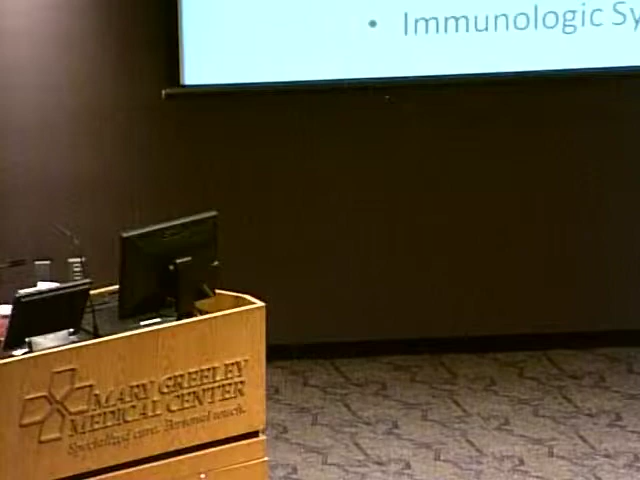 • Immunologic Sy
MARY GREELEY
MEDICAL CENTER
Specialized care. Personal touch.